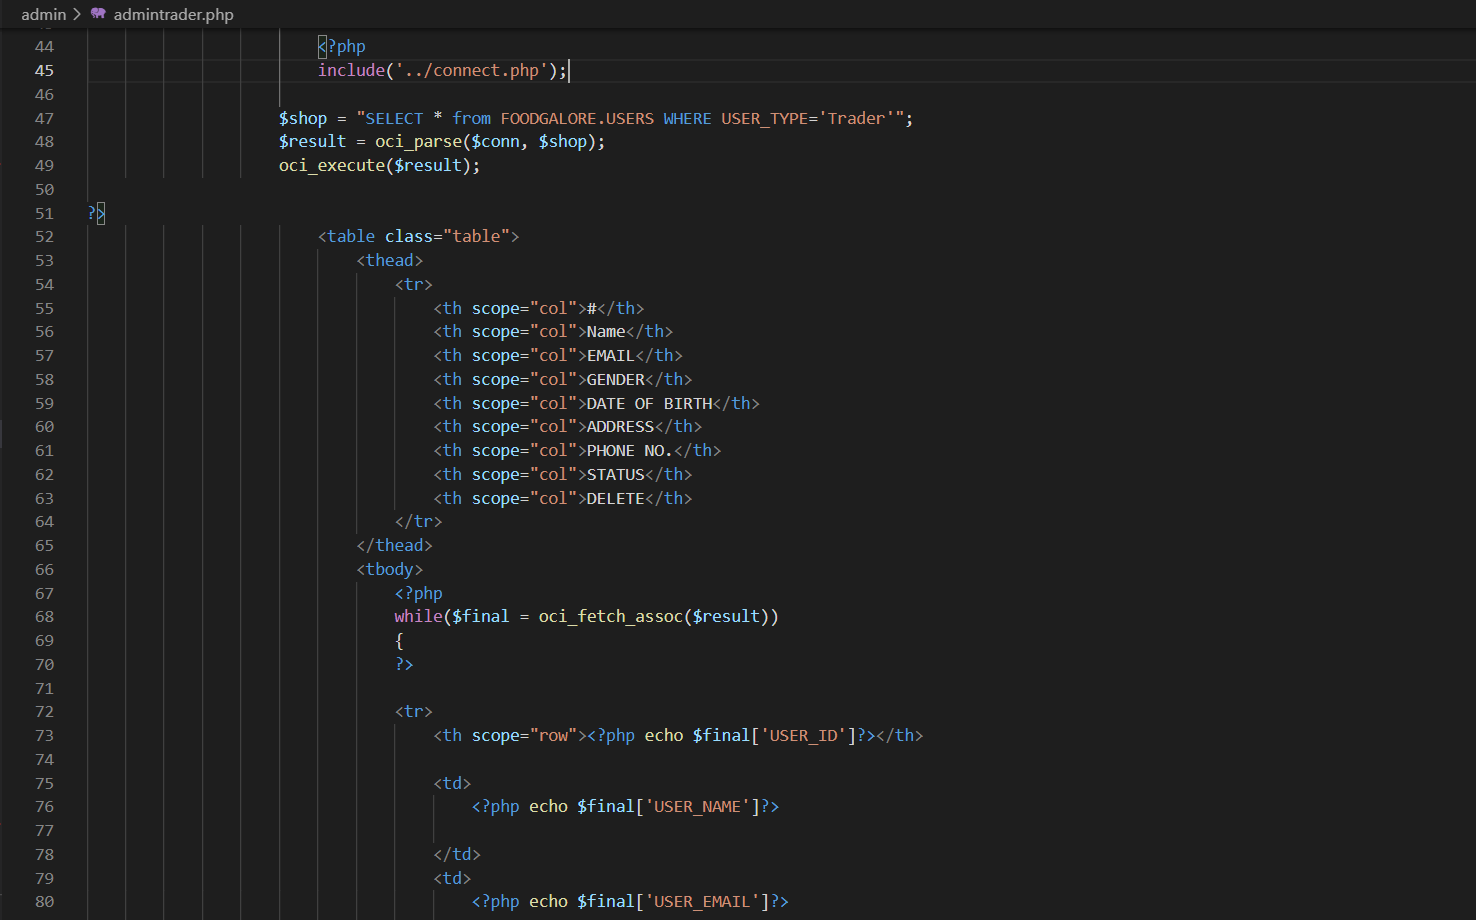 admin > admintrader.php
44 <?php
45 include('../connect.php');
46
47 $shop = "SELECT * from FOODGALORE.USERS WHERE USER_TYPE='Trader'";
48 $result = oci_parse($conn, $shop);
49 oci_execute($result);
50
51 ?>
52 <table class="table">
53 <thead>
54 <tr>
55 <th scope="col">#</th>
56 <th scope="col">Name</th>
57 <th scope="col">EMAIL</th>
58 <th scope="col">GENDER</th>
59 <th scope="col">DATE OF BIRTH</th>
60 <th scope="col">ADDRESS</th>
61 <th scope="col">PHONE NO.</th>
62 <th scope="col">STATUS</th>
63 <th scope="col">DELETE</th>
64 </tr>
65 </thead>
66 <tbody>
67 <?php
68 while($final = oci_fetch_assoc($result))
69 {
70 ?>
71
72 <tr>
73 <th scope="row"><?php echo $final['USER_ID']?></th>
74
75 <td>
76 <?php echo $final['USER_NAME']?>
77
78 </td>
79 <td>
80 <?php echo $final['USER_EMAIL']?>